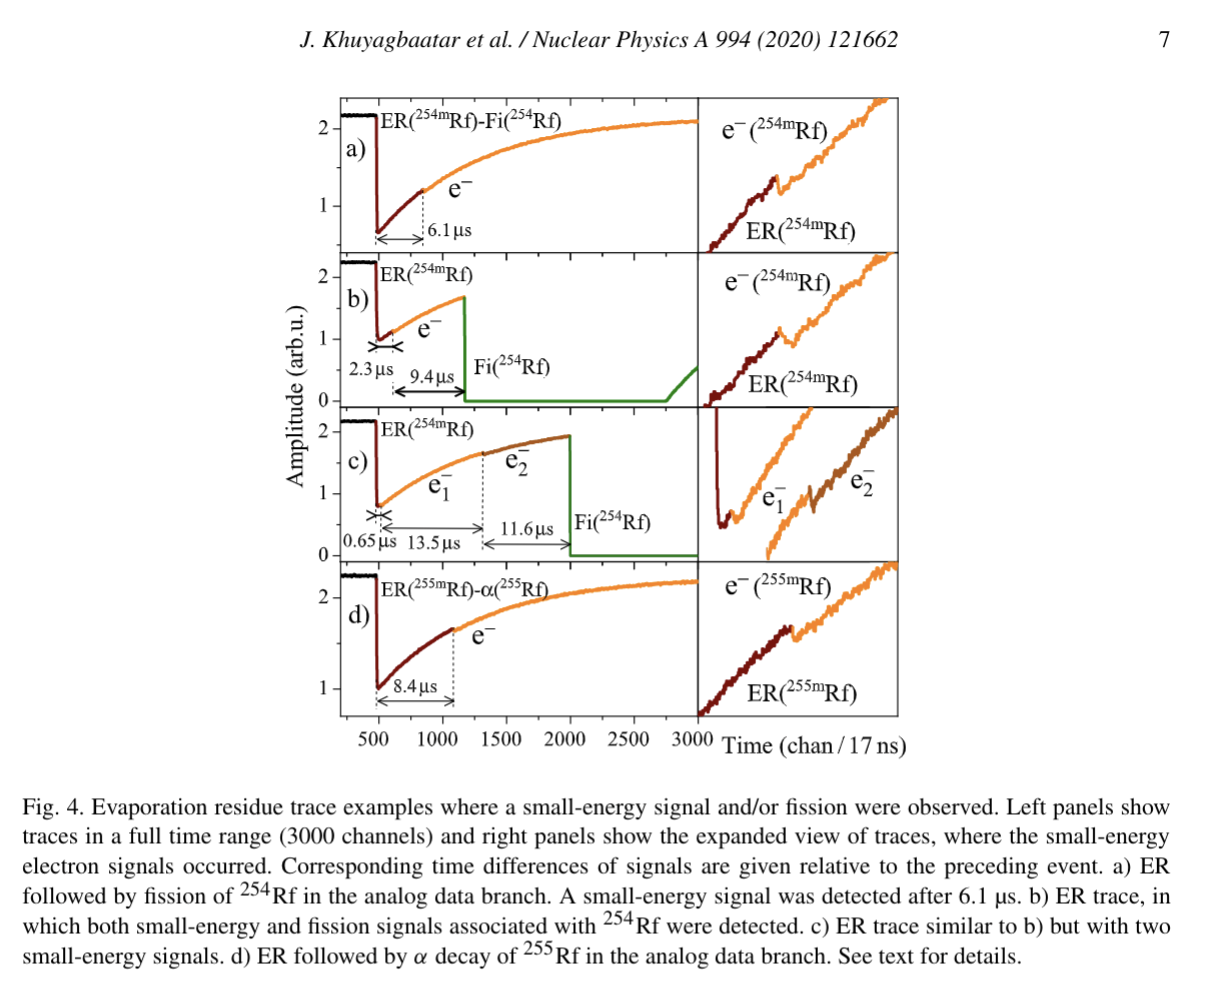 J. Khuyagbaatar et al. / Nuclear Physics A 994 (2020) 121662
7
Amplitude (arb.u.)
2
1
a)
ER(²⁵⁴ᵐRf)-Fi(²⁵⁴Rf)
e⁻
6.1 μs
e⁻(²⁵⁴ᵐRf)
ER(²⁵⁴ᵐRf)
2
1
0
b)
ER(²⁵⁴ᵐRf)
e⁻
2.3 μs
9.4 μs
Fi(²⁵⁴Rf)
e⁻(²⁵⁴ᵐRf)
ER(²⁵⁴ᵐRf)
2
1
0
c)
ER(²⁵⁴ᵐRf)
e₁⁻
e₂⁻
0.65 μs
13.5 μs
11.6 μs
Fi(²⁵⁴Rf)
e₁⁻
e₂⁻
2
1
d)
ER(²⁵⁵ᵐRf)-α(²⁵⁵Rf)
e⁻
8.4 μs
e⁻(²⁵⁵ᵐRf)
ER(²⁵⁵ᵐRf)
500 1000 1500 2000 2500 3000 Time (chan / 17 ns)
Fig. 4. Evaporation residue trace examples where a small-energy signal and/or fission were observed. Left panels show
traces in a full time range (3000 channels) and right panels show the expanded view of traces, where the small-energy
electron signals occurred. Corresponding time differences of signals are given relative to the preceding event. a) ER
followed by fission of ²⁵⁴Rf in the analog data branch. A small-energy signal was detected after 6.1 μs. b) ER trace, in
which both small-energy and fission signals associated with ²⁵⁴Rf were detected. c) ER trace similar to b) but with two
small-energy signals. d) ER followed by α decay of ²⁵⁵Rf in the analog data branch. See text for details.